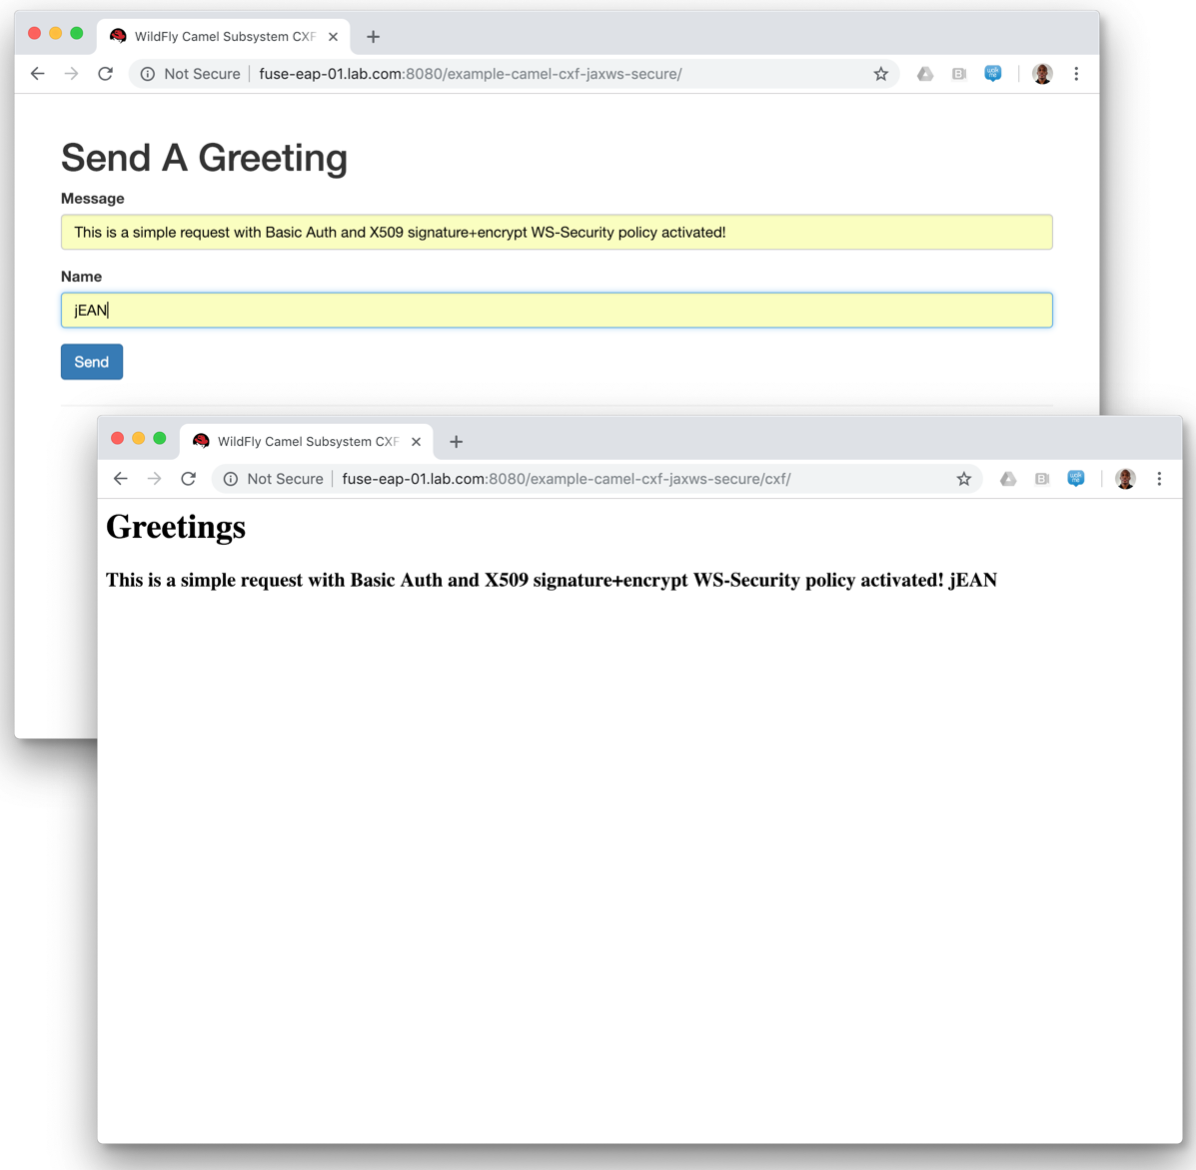 WildFly Camel Subsystem CXF
Not Secure fuse-eap-01.lab.com:8080/example-camel-cxf-jaxws-secure/
Send A Greeting
Message
This is a simple request with Basic Auth and X509 signature+encrypt WS-Security policy activated!
Name
jEAN
Send
WildFly Camel Subsystem CXF
Not Secure fuse-eap-01.lab.com:8080/example-camel-cxf-jaxws-secure/cxf/
Greetings
This is a simple request with Basic Auth and X509 signature+encrypt WS-Security policy activated! jEAN